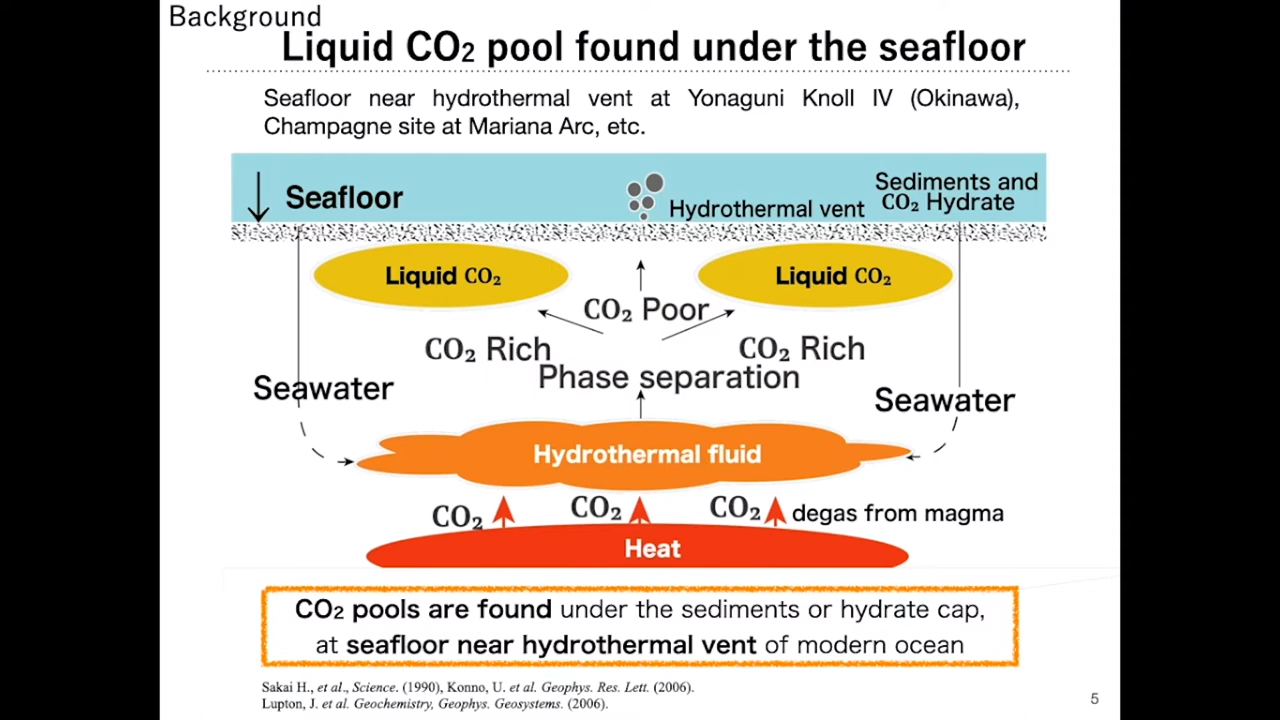 Background
Liquid CO₂ pool found under the seafloor
Seafloor near hydrothermal vent at Yonaguni Knoll IV (Okinawa),
Champagne site at Mariana Arc, etc.
Seafloor
Hydrothermal vent
Sediments and
CO₂ Hydrate
Liquid CO₂
Liquid CO₂
CO₂ Poor
CO₂ Rich
CO₂ Rich
Phase separation
Seawater
Seawater
Hydrothermal fluid
CO₂
CO₂
CO₂
degas from magma
Heat
CO₂ pools are found under the sediments or hydrate cap,
at seafloor near hydrothermal vent of modern ocean
Sakai H., et al., Science. (1990), Konno, U. et al. Geophys. Res. Lett. (2006).
Lupton, J. et al. Geochemistry, Geophys. Geosystems. (2006).
5